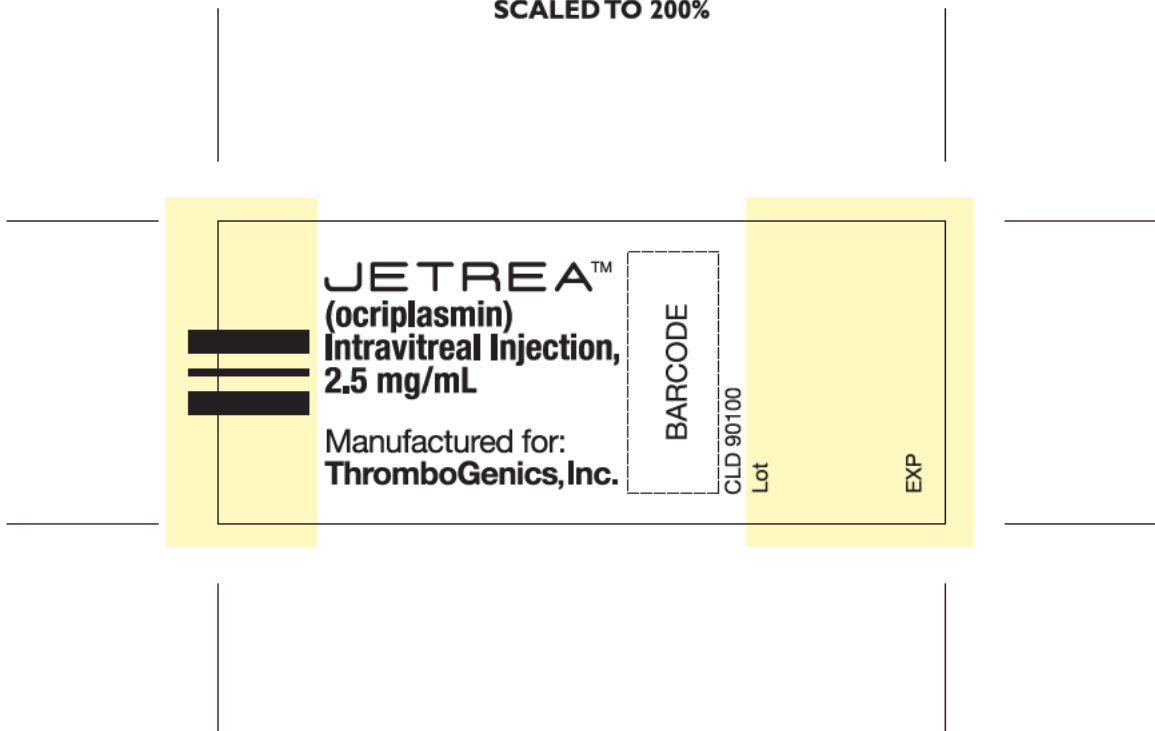 SCALED TO 200%
JETREA™
(ocriplasmin)
Intravitreal Injection,
2.5 mg/mL
Manufactured for:
ThromboGenics, Inc.
BARCODE
CLD 90100
Lot
EXP